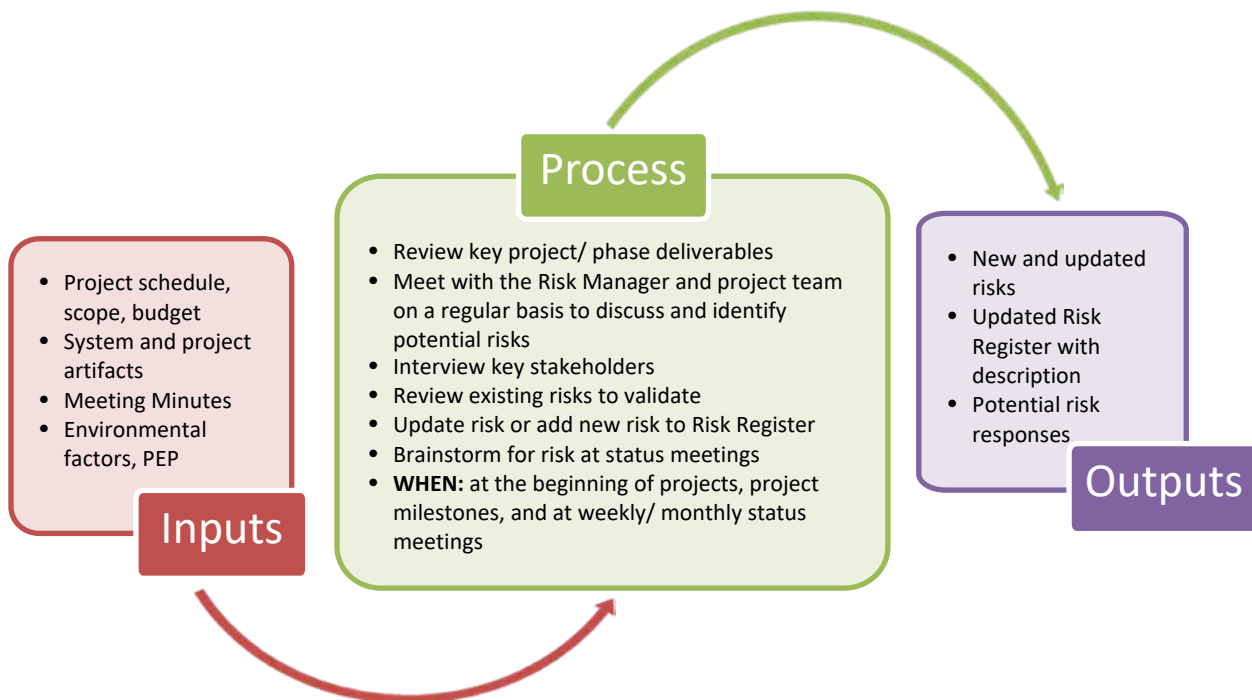 Process
• Project schedule,
scope, budget
• System and project
artifacts
• Meeting Minutes
• Environmental
factors, PEP
Inputs
• Review key project/ phase deliverables
• Meet with the Risk Manager and project team
on a regular basis to discuss and identify
potential risks
• Interview key stakeholders
• Review existing risks to validate
• Update risk or add new risk to Risk Register
• Brainstorm for risk at status meetings
• WHEN: at the beginning of projects, project
milestones, and at weekly/ monthly status
meetings
• New and updated
risks
• Updated Risk
Register with
description
• Potential risk
responses
Outputs